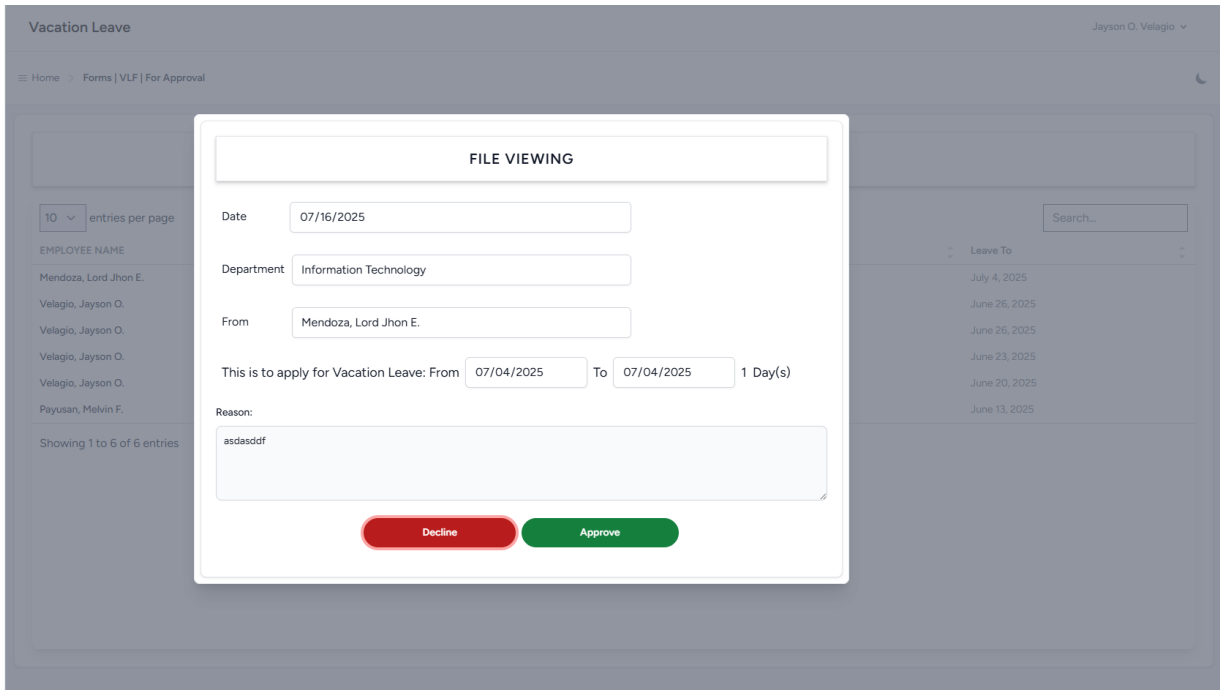 Vacation Leave
Jayson O. Velagio
Home > Forms | VLF | For Approval
FILE VIEWING
Date 07/16/2025
Department Information Technology
From Mendoza, Lord Jhon E.
This is to apply for Vacation Leave: From 07/04/2025 To 07/04/2025 1 Day(s)
Reason:
asdasddf
Decline Approve
10 entries per page
Search...
EMPLOYEE NAME Leave To
Mendoza, Lord Jhon E. July 4, 2025
Velagio, Jayson O. June 26, 2025
Velagio, Jayson O. June 26, 2025
Velagio, Jayson O. June 23, 2025
Velagio, Jayson O. June 20, 2025
Payusan, Melvin F. June 13, 2025
Showing 1 to 6 of 6 entries